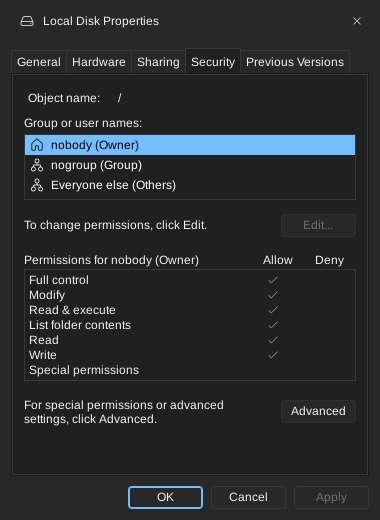 Local Disk Properties
General Hardware Sharing Security Previous Versions
Object name: /
Group or user names:
nobody (Owner)
nogroup (Group)
Everyone else (Others)
To change permissions, click Edit. Edit...
Permissions for nobody (Owner) Allow Deny
Full control
Modify
Read & execute
List folder contents
Read
Write
Special permissions
For special permissions or advanced
settings, click Advanced. Advanced
OK Cancel Apply